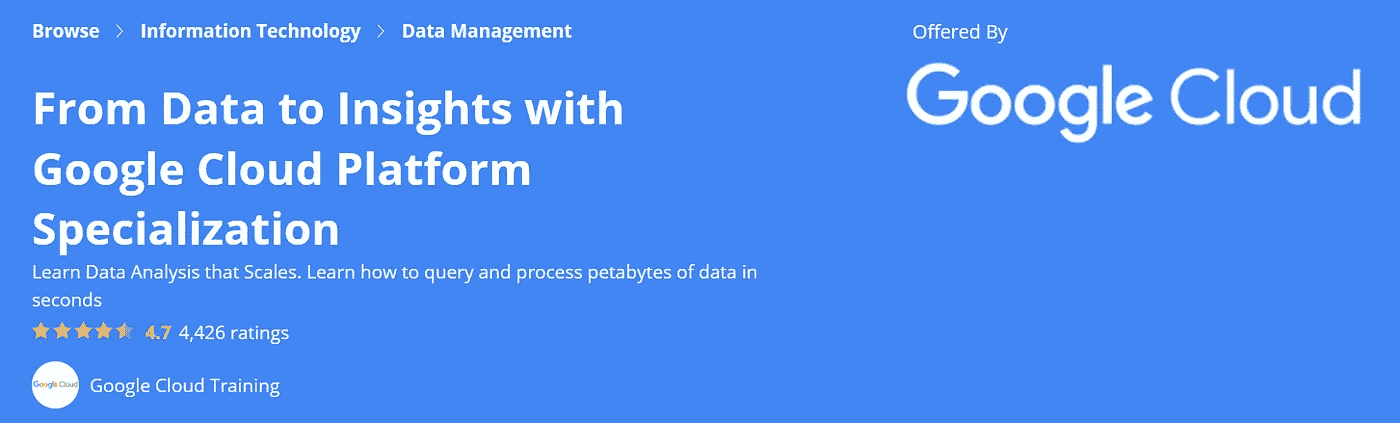 Browse > Information Technology > Data Management
Offered By
Google Cloud
From Data to Insights with
Google Cloud Platform
Specialization
Learn Data Analysis that Scales. Learn how to query and process petabytes of data in
seconds
4.7 4,426 ratings
Google Cloud
Google Cloud Training